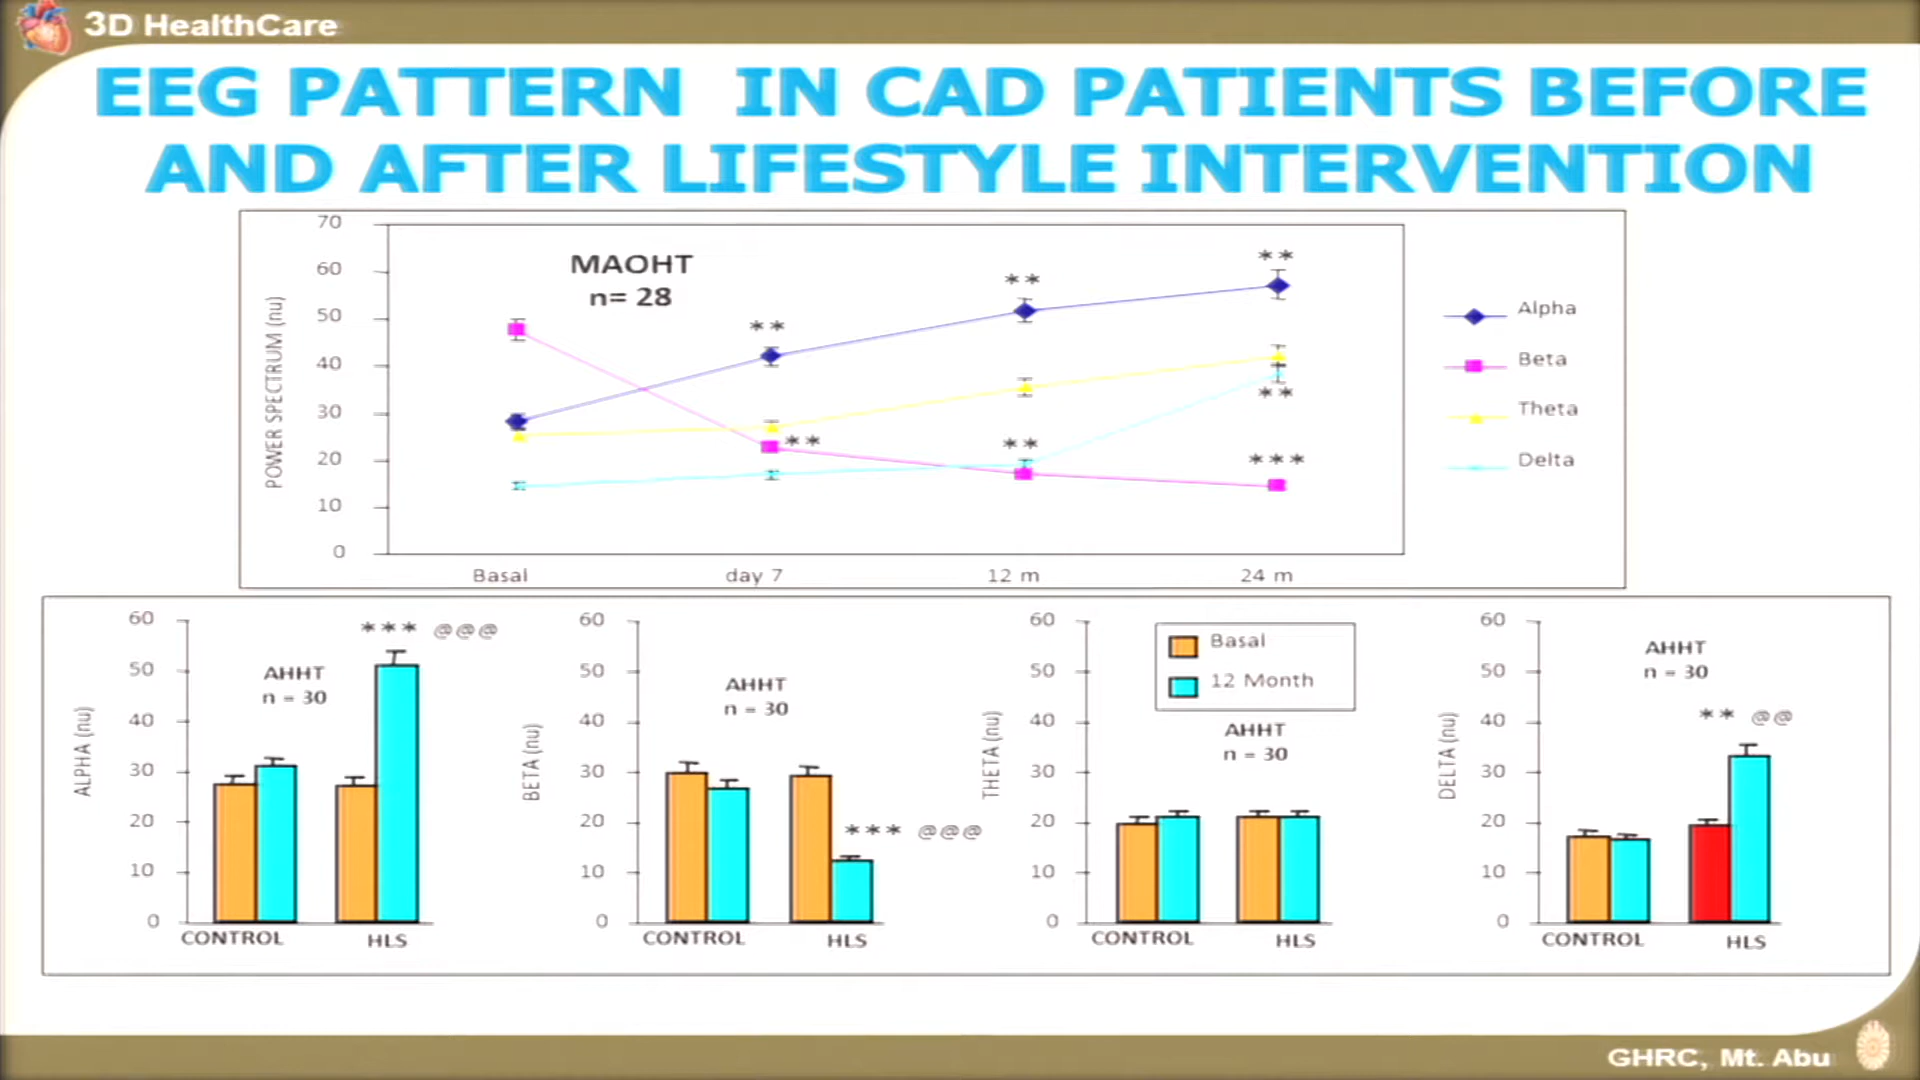 3D HealthCare
EEG PATTERN IN CAD PATIENTS BEFORE
AND AFTER LIFESTYLE INTERVENTION
POWER SPECTRUM (nu)
70
60
50
40
30
20
10
0
MAOHT
n= 28
**
**
**
**
**
**
***
Basal
day 7
12 m
24 m
Alpha
Beta
Theta
Delta
ALPHA (nu)
60
50
40
30
20
10
0
AHHT
n = 30
*** @@@
CONTROL
HLS
BETA (nu)
60
50
40
30
20
10
0
AHHT
n = 30
*** @@@
CONTROL
HLS
THETA (nu)
60
50
40
30
20
10
0
Basal
12 Month
AHHT
n = 30
CONTROL
HLS
DELTA (nu)
60
50
40
30
20
10
0
AHHT
n = 30
** @@
CONTROL
HLS
GHRC, Mt. Abu